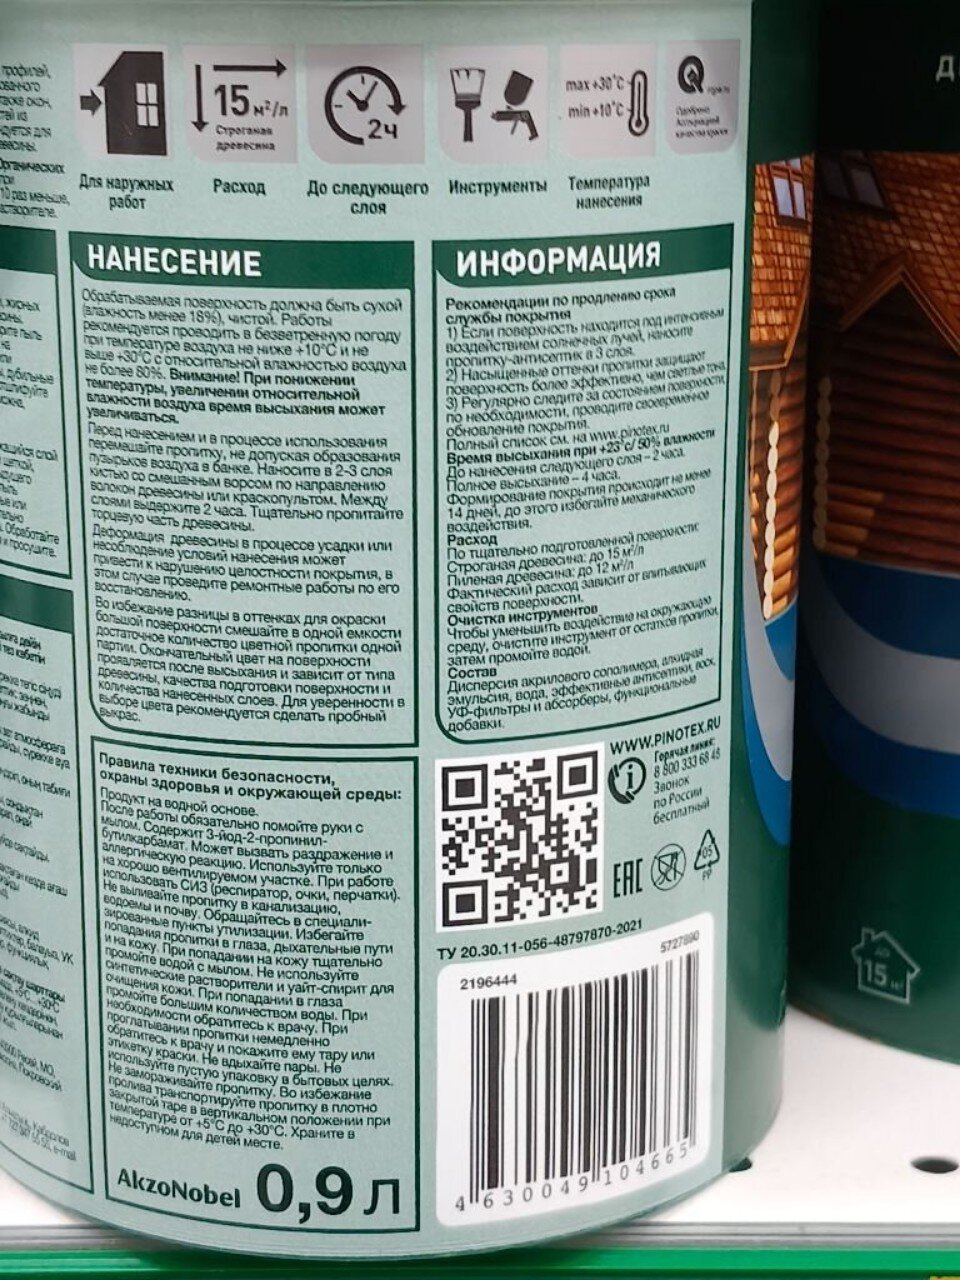 15 м²/л
Строганая
древесина
2ч
max +30°C
min +10°C
Одобрено
Ассоциацией
качества краски
Для наружных
работ
Расход
До следующего
слоя
Инструменты
Температура
нанесения
НАНЕСЕНИЕ
Обрабатываемая поверхность должна быть сухой
(влажность менее 18%), чистой. Работы
рекомендуется проводить в безветренную погоду
при температуре воздуха не ниже +10°C и не
выше +30°C с относительной влажностью воздуха
не более 80%. Внимание! При понижении
температуры, увеличении относительной
влажности воздуха время высыхания может
увеличиваться.
Перед нанесением и в процессе использования
перемешайте пропитку, не допуская образования
пузырьков воздуха в банке. Наносите в 2-3 слоя
кистью со смешанным ворсом по направлению
волокон древесины или краскопультом. Между
слоями выдержите 2 часа. Тщательно пропитайте
торцевую часть древесины.
Деформация древесины в процессе усадки или
несоблюдение условий нанесения может
привести к нарушению целостности покрытия, в
этом случае проведите ремонтные работы по его
восстановлению.
Во избежание разницы в оттенках для окраски
большой поверхности смешайте в одной емкости
достаточное количество цветной пропитки одной
партии. Окончательный цвет на поверхности
проявляется после высыхания и зависит от типа
древесины, качества подготовки поверхности и
количества нанесенных слоев. Для уверенности в
выборе цвета рекомендуется сделать пробный
выкрас.
ИНФОРМАЦИЯ
Рекомендации по продлению срока
службы покрытия
1) Если поверхность находится под интенсивным
воздействием солнечных лучей, наносите
пропитку-антисептик в 3 слоя.
2) Насыщенные оттенки пропитки защищают
поверхность более эффективно, чем светлые тона.
3) Регулярно следите за состоянием поверхности,
по необходимости, проводите своевременное
обновление покрытия.
Полный список см. на www.pinotex.ru
Время высыхания при +23°с/ 50% влажности
До нанесения следующего слоя – 2 часа.
Полное высыхание – 4 часа.
Формирование покрытия происходит не менее
14 дней, до этого избегайте механического
воздействия.
Расход
По тщательно подготовленной поверхности:
Строганая древесина: до 15 м²/л
Пиленая древесина: до 12 м²/л
Фактический расход зависит от впитывающих
свойств поверхности.
Очистка инструментов
Чтобы уменьшить воздействие на окружающую
среду, очистите инструмент от остатков пропитки,
затем промойте водой.
Состав
Дисперсия акрилового сополимера, алкидная
эмульсия, вода, эффективные антисептики, воск,
УФ-фильтры и абсорберы, функциональные
добавки.
Правила техники безопасности,
охраны здоровья и окружающей среды:
Продукт на водной основе.
После работы обязательно помойте руки с
мылом. Содержит 3-йод-2-пропинил-
бутилкарбамат. Может вызвать раздражение и
аллергическую реакцию. Используйте только
на хорошо вентилируемом участке. При работе
использовать СИЗ (респиратор, очки, перчатки).
Не выливайте пропитку в канализацию,
водоемы и почву. Обращайтесь в специали-
зированные пункты утилизации. Избегайте
попадания пропитки в глаза, дыхательные пути
и на кожу. При попадании на кожу тщательно
промойте водой с мылом. Не используйте
синтетические растворители и уайт-спирит для
очищения кожи. При попадании в глаза
промойте большим количеством воды. При
необходимости обратитесь к врачу. При
проглатывании пропитки немедленно
обратитесь к врачу и покажите ему тару или
этикетку краски. Не вдыхайте пары. Не
используйте пустую упаковку в бытовых целях.
Не замораживайте пропитку. Во избежание
пролива транспортируйте пропитку в плотно
закрытой таре в вертикальном положении при
температуре от +5°C до +30°C. Храните в
недоступном для детей месте.
AkzoNobel 0,9 л
WWW.PINOTEX.RU
Горячая линия:
8 800 333 68 45
Звонок
по России
бесплатный
EAC
05
PP
ТУ 20.30.11-056-48797870-2021
2196444
5727890
4 630049 104665
ДО
15 м²